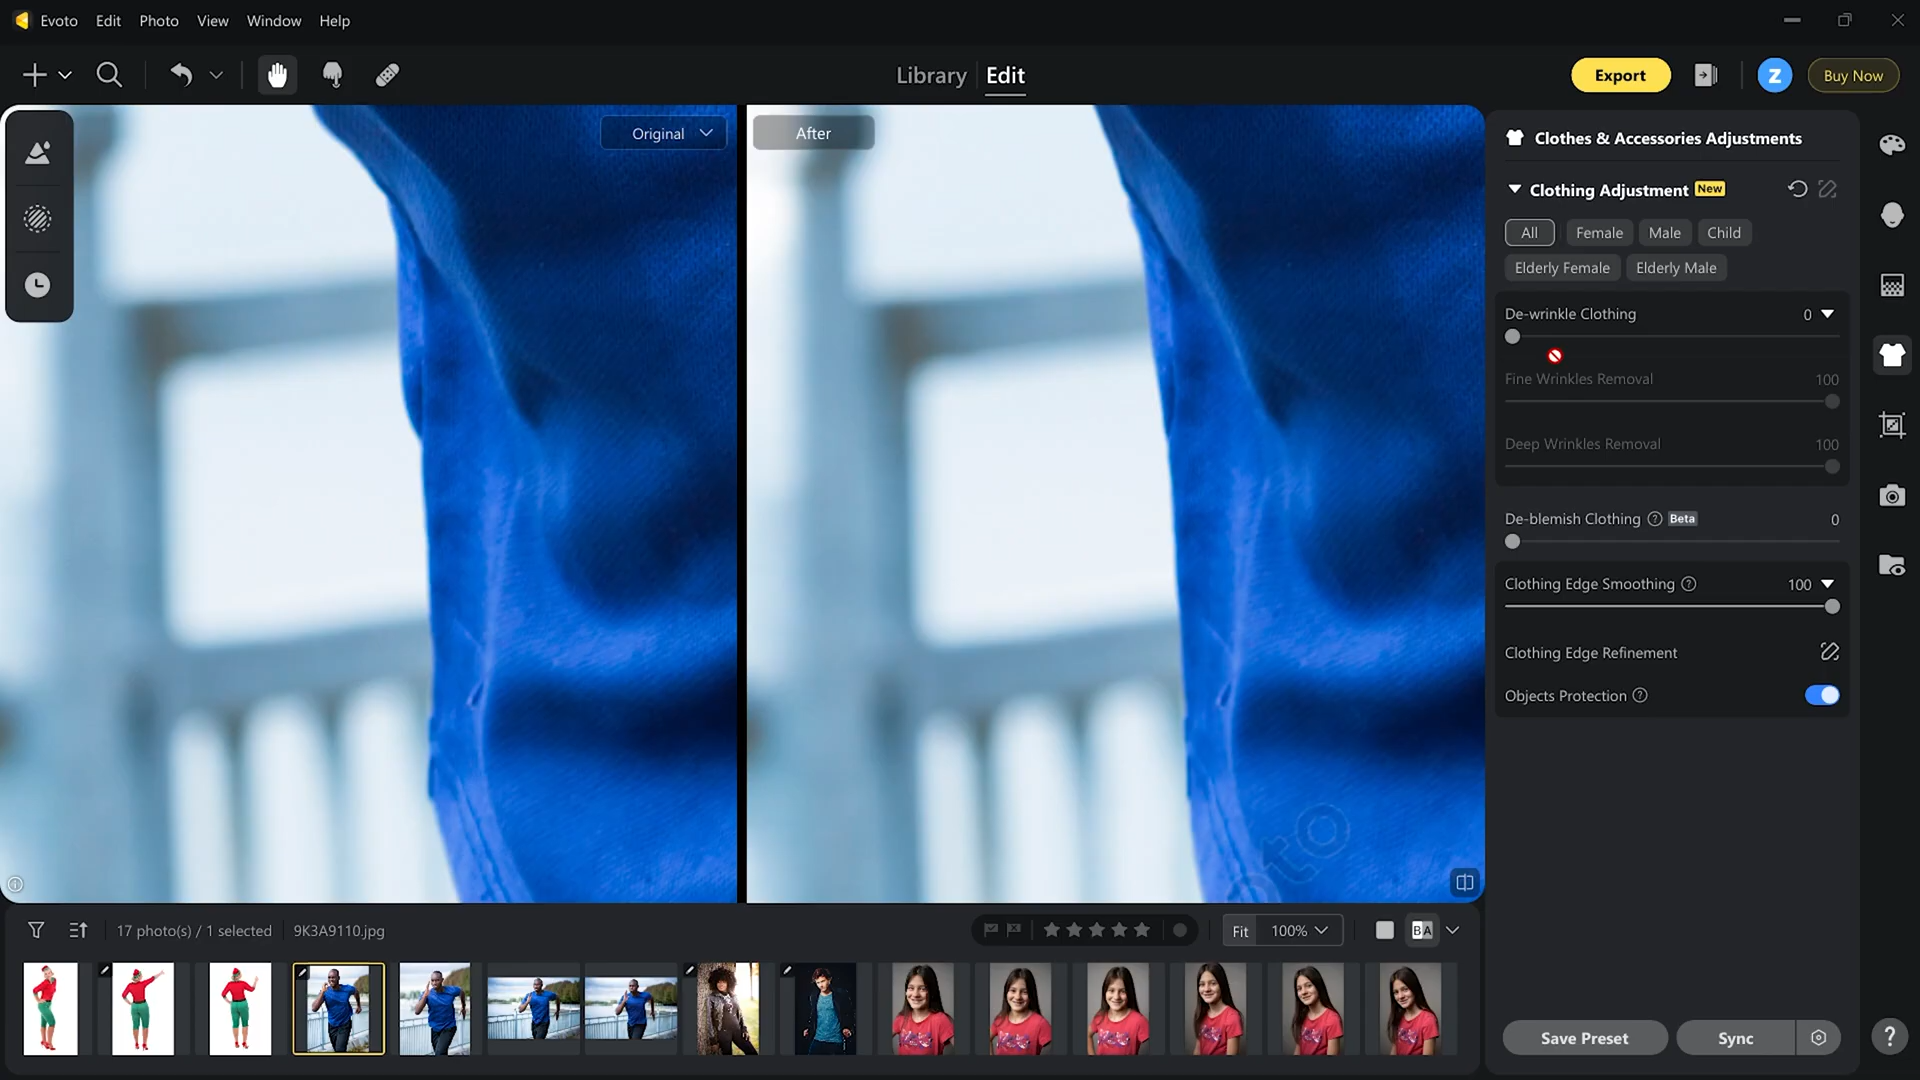 Evoto Edit Photo View Window Help
Library Edit Export Z Buy Now
Original
After
Clothes & Accessories Adjustments
Clothing Adjustment New
All Female Male Child
Elderly Female Elderly Male
De-wrinkle Clothing 0
Fine Wrinkles Removal 100
Deep Wrinkles Removal 100
De-blemish Clothing ? Beta 0
Clothing Edge Smoothing ? 100
Clothing Edge Refinement
Objects Protection ?
17 photo(s) / 1 selected 9K3A9110.jpg Fit 100% BA
Save Preset Sync ?